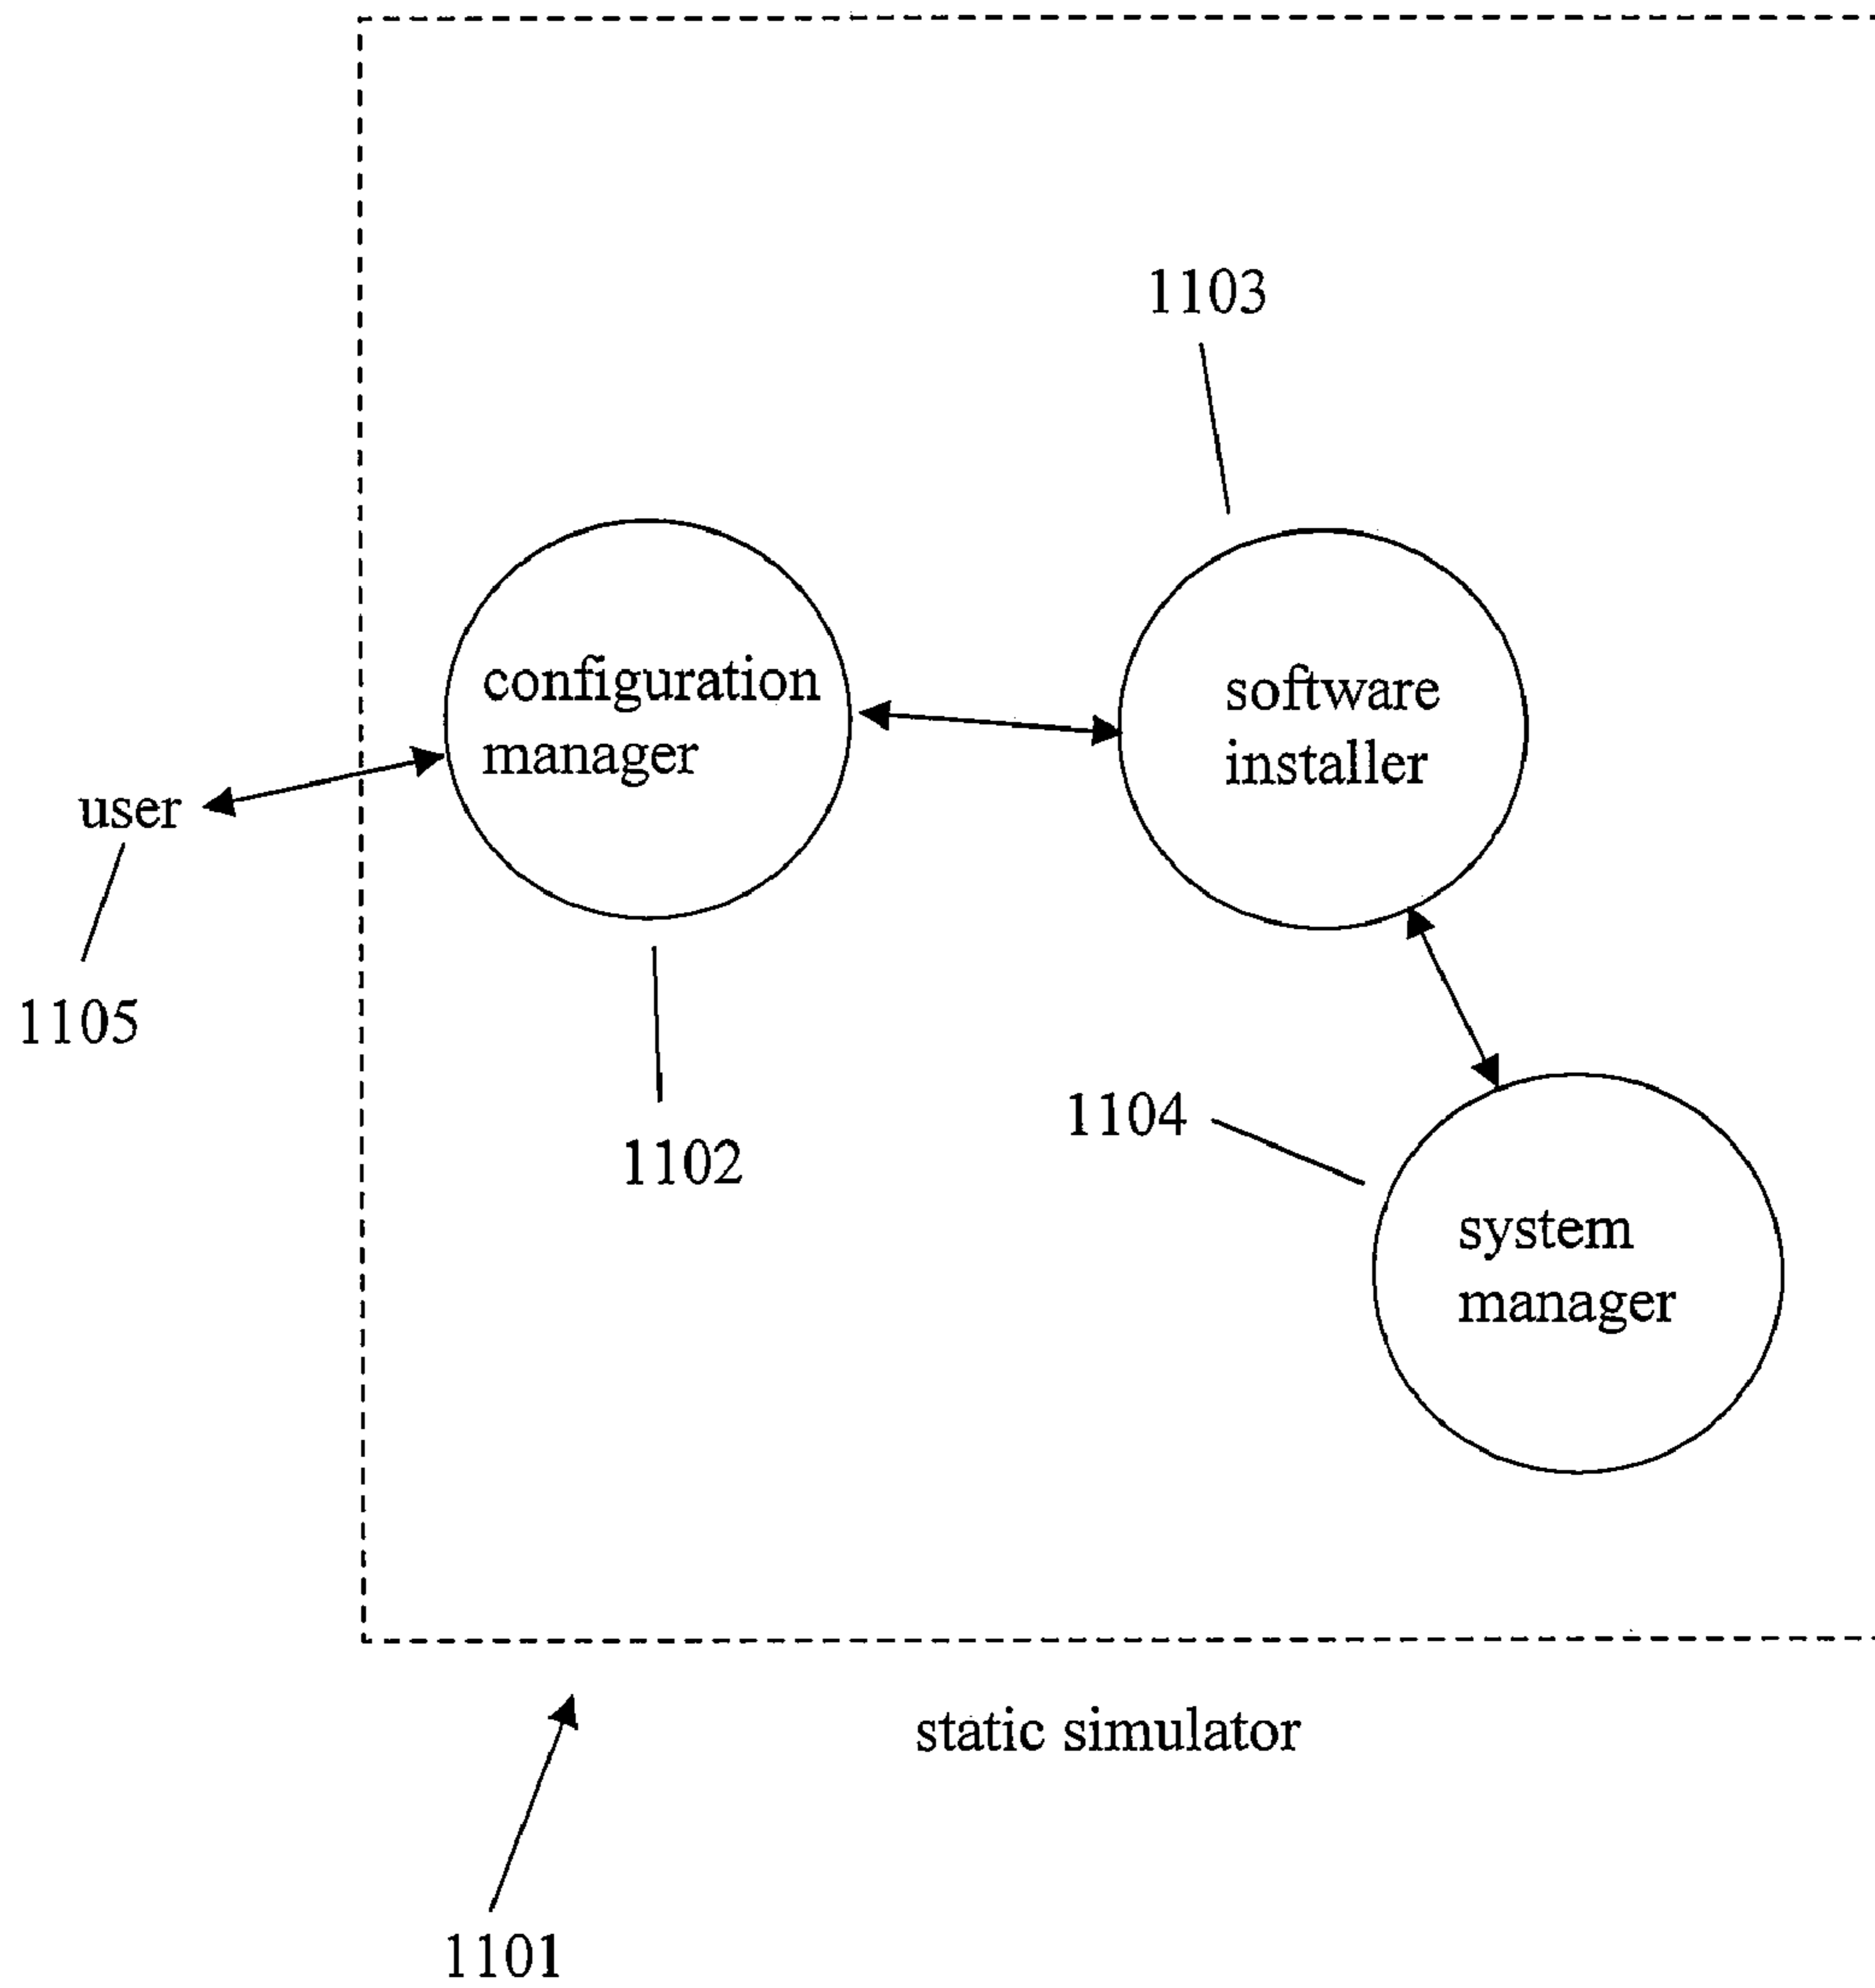 1103
configuration
manager
software
installer
user
1105
1102
1104
system
manager
static simulator
1101